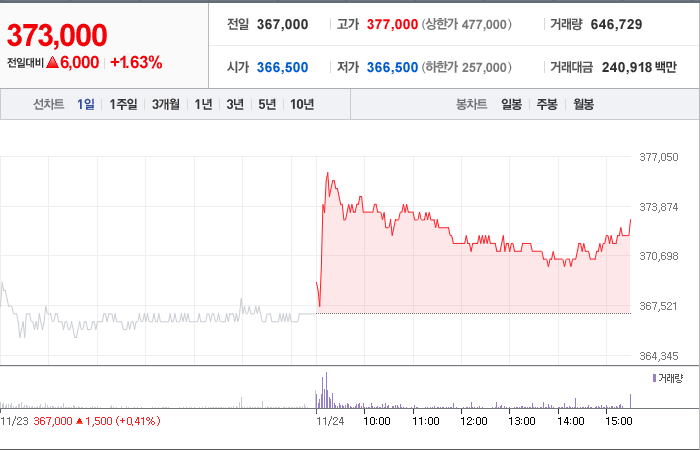 373,000
전일대비 ▲6,000 +1.63%
전일 367,000 고가 377,000 (상한가 477,000)  거래량 646,729
시가 366,500 저가 366,500 (하한가 257,000)  거래대금 240,918 백만
선차트 1일 1주일 3개월 1년 3년 5년 10년 봉차트 일봉 주봉 월봉
377,050
373,874
370,698
367,521
364,345
거래량
11/23 367,000 ▲ 1,500 (+0.41%) 11/24 10:00 11:00 12:00 13:00 14:00 15:00